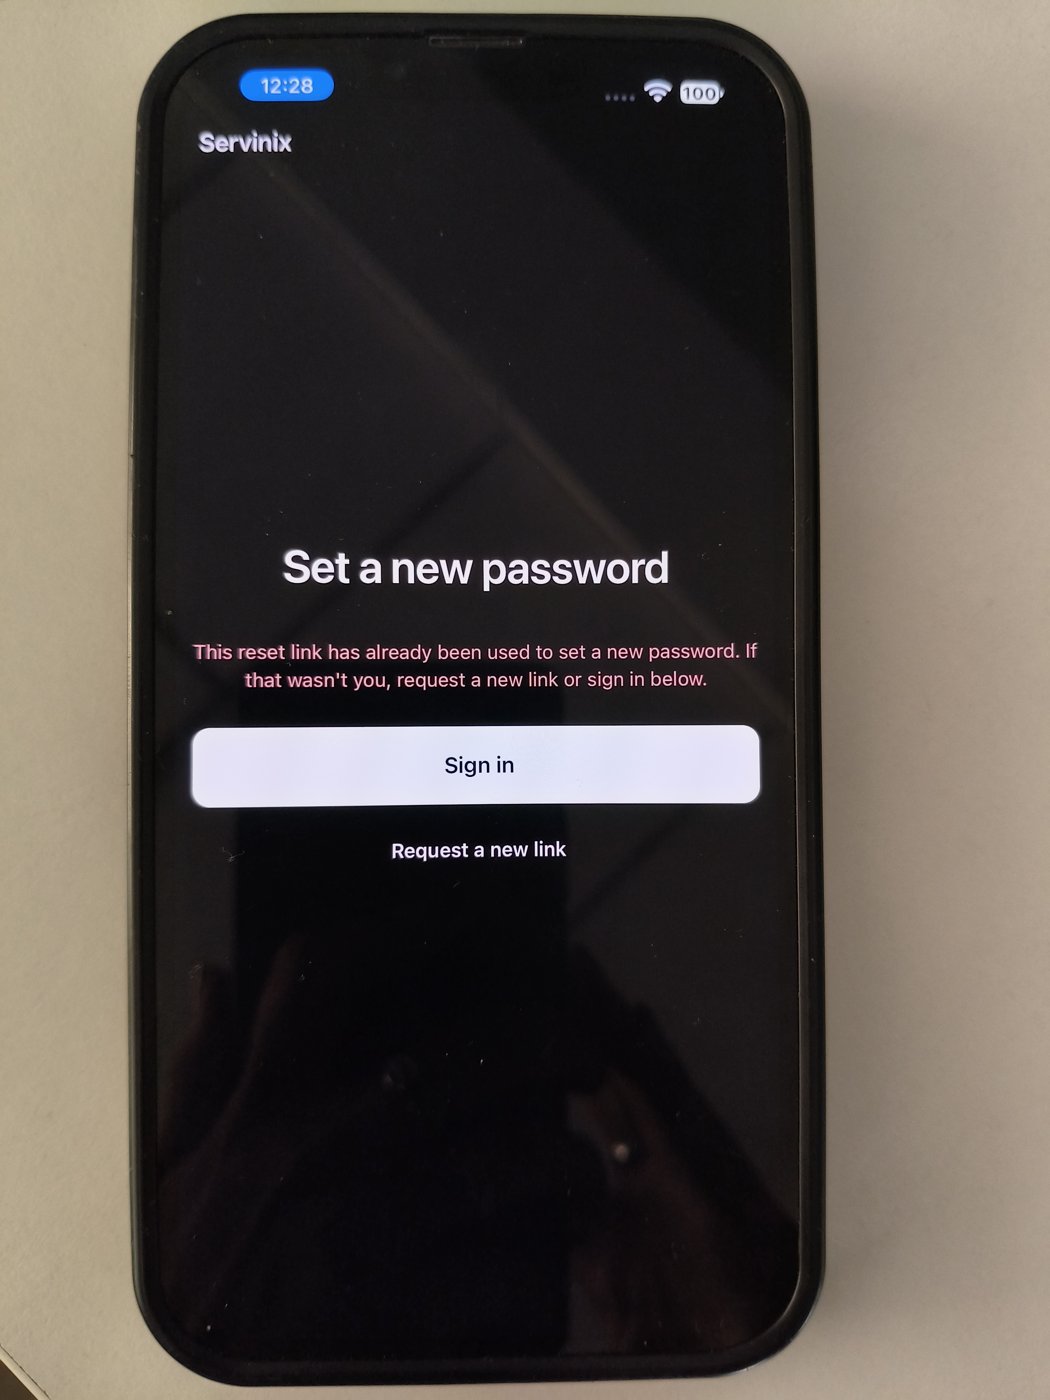 12:28
100
Servinix
Set a new password
This reset link has already been used to set a new password. If
that wasn't you, request a new link or sign in below.
Sign in
Request a new link